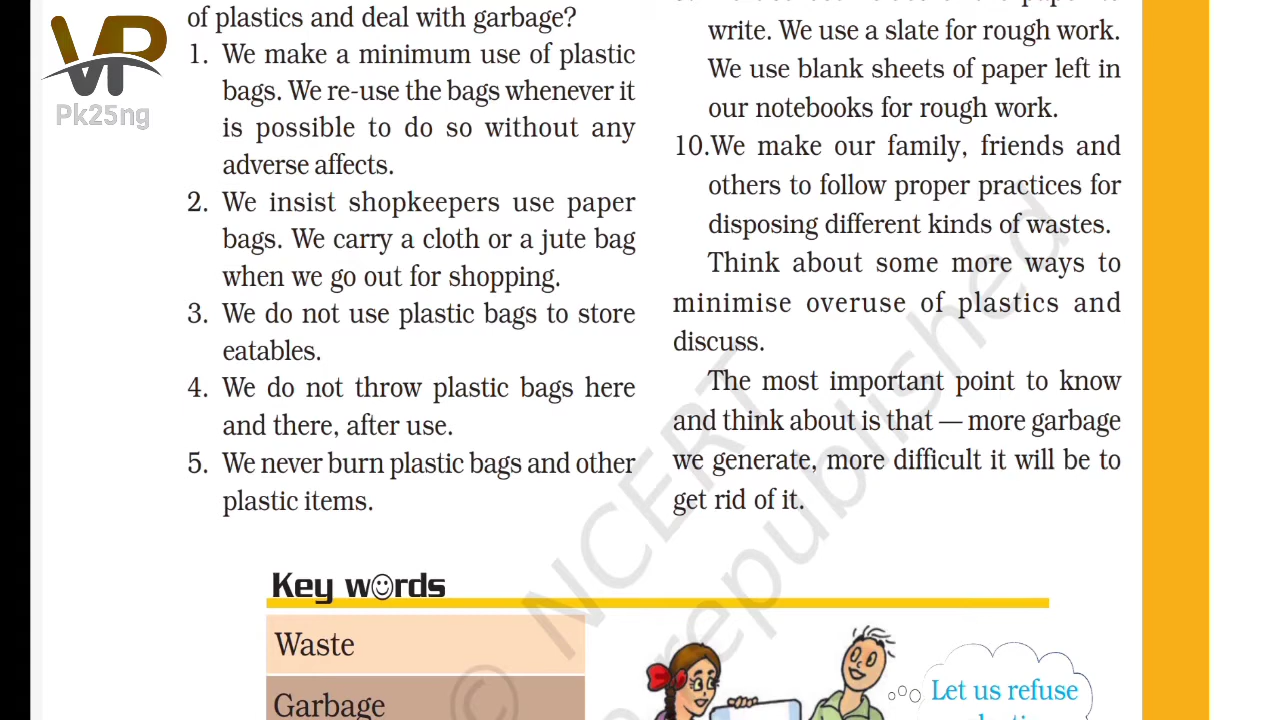 VP
Pk25ng
of plastics and deal with garbage?
1. We make a minimum use of plastic
bags. We re-use the bags whenever it
is possible to do so without any
adverse affects.
2. We insist shopkeepers use paper
bags. We carry a cloth or a jute bag
when we go out for shopping.
3. We do not use plastic bags to store
eatables.
4. We do not throw plastic bags here
and there, after use.
5. We never burn plastic bags and other
plastic items.
write. We use a slate for rough work.
We use blank sheets of paper left in
our notebooks for rough work.
10.We make our family, friends and
others to follow proper practices for
disposing different kinds of wastes.
Think about some more ways to
minimise overuse of plastics and
discuss.
The most important point to know
and think about is that — more garbage
we generate, more difficult it will be to
get rid of it.
© NCERT
republished
Key words
Waste
Garbage
Let us refuse